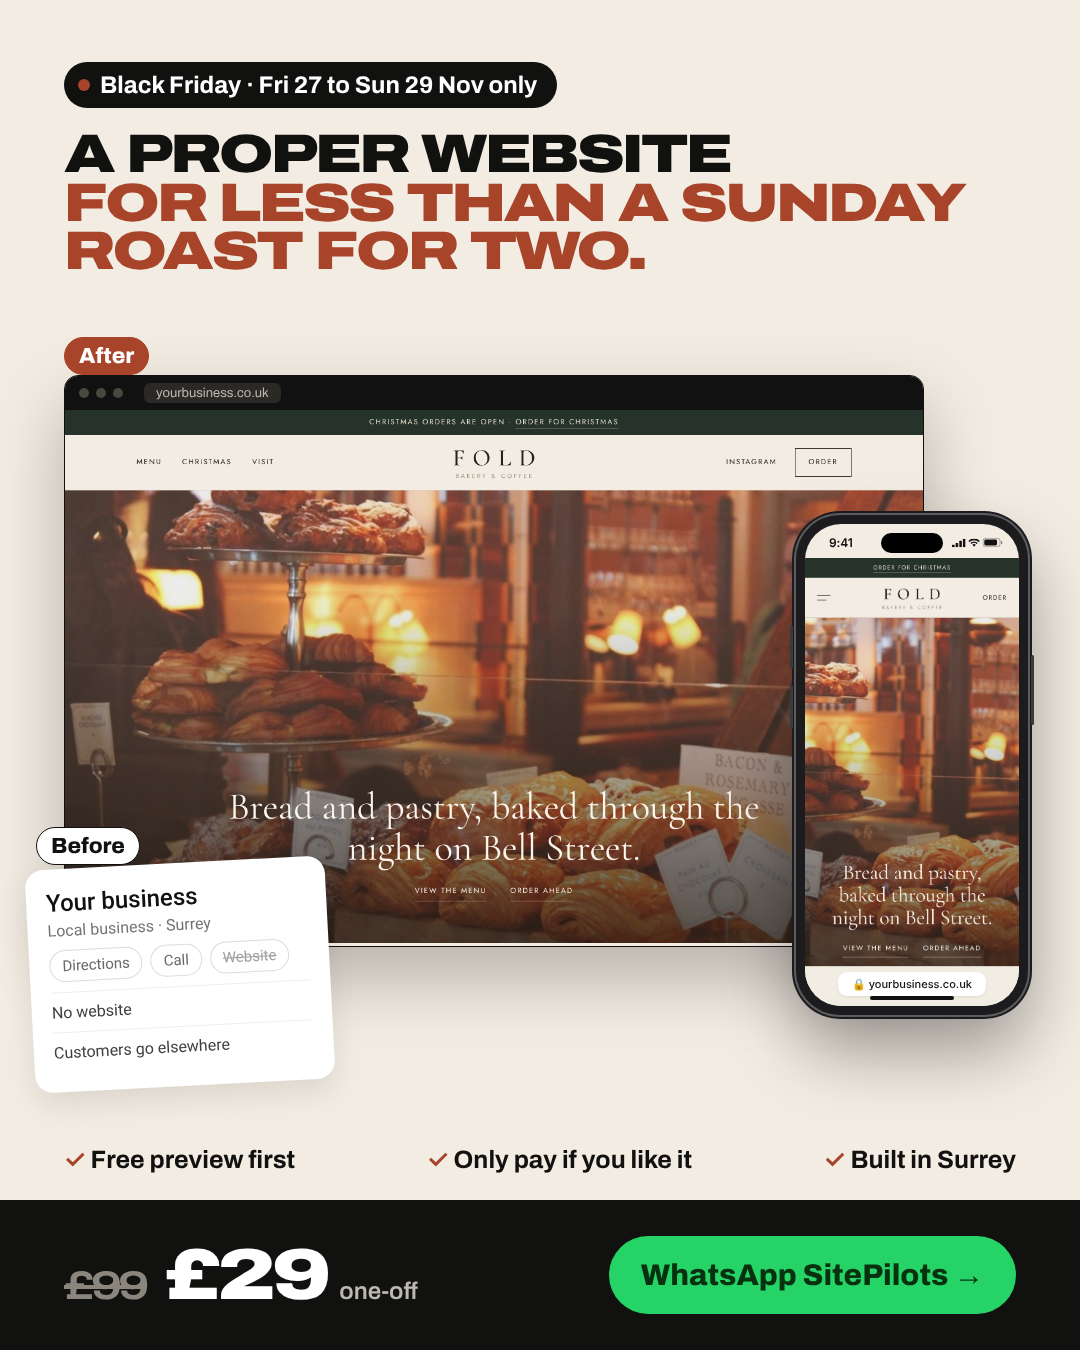 Black Friday · Fri 27 to Sun 29 Nov only
A PROPER WEBSITE
FOR LESS THAN A SUNDAY
ROAST FOR TWO.
After
yourbusiness.co.uk
CHRISTMAS ORDERS ARE OPEN · ORDER FOR CHRISTMAS
MENU CHRISTMAS VISIT
FOLD
BAKERY & COFFEE
INSTAGRAM ORDER
BACON &
ROSEMARY
Bread and pastry, baked through the
night on Bell Street.
VIEW THE MENU ORDER AHEAD
9:41
ORDER FOR CHRISTMAS
FOLD
BAKERY & COFFEE
ORDER
Bread and pastry,
baked through the
night on Bell Street.
VIEW THE MENU ORDER AHEAD
yourbusiness.co.uk
Before
Your business
Local business · Surrey
Directions Call Website
No website
Customers go elsewhere
✓ Free preview first ✓ Only pay if you like it ✓ Built in Surrey
£99 £29 one-off
WhatsApp SitePilots →